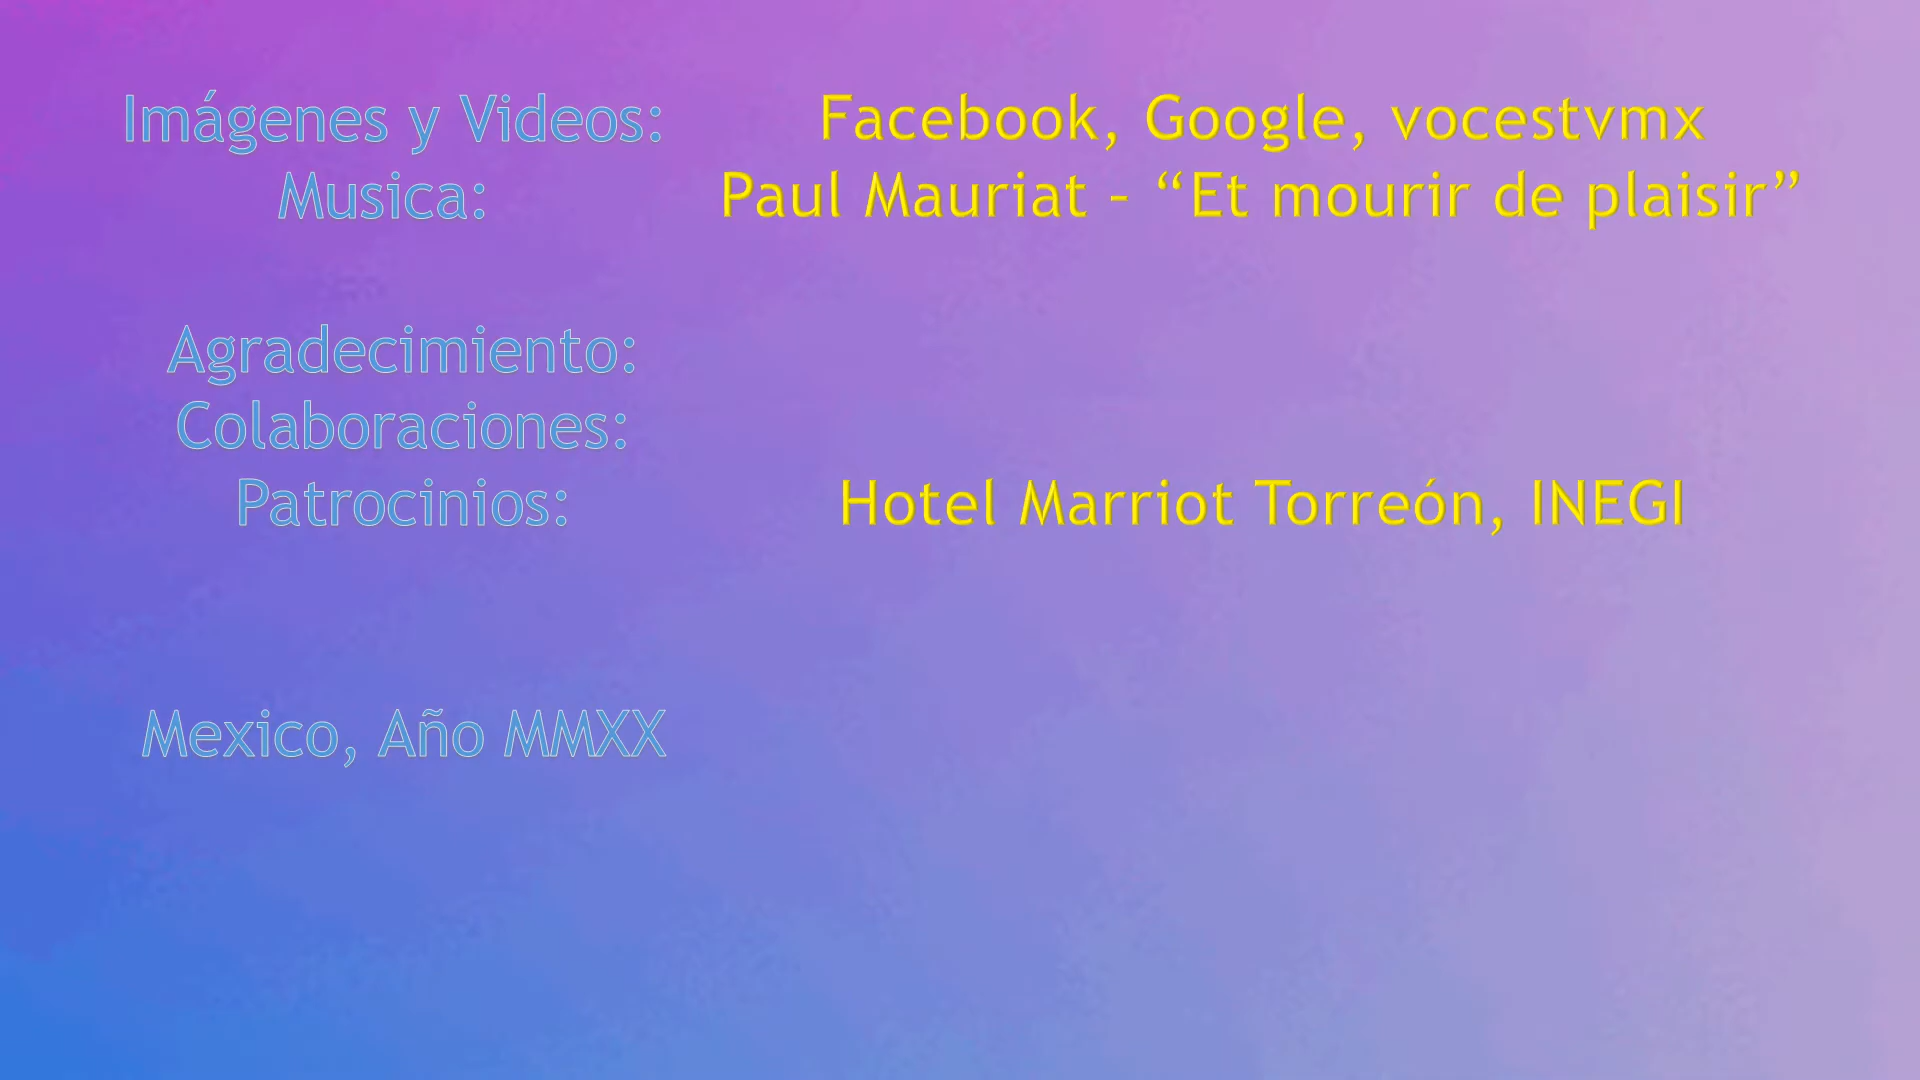 Imágenes y Videos: Facebook, Google, vocestvmx
Musica: Paul Mauriat – “Et mourir de plaisir”
Agradecimiento:
Colaboraciones:
Patrocinios: Hotel Marriot Torreón, INEGI
Mexico, Año MMXX